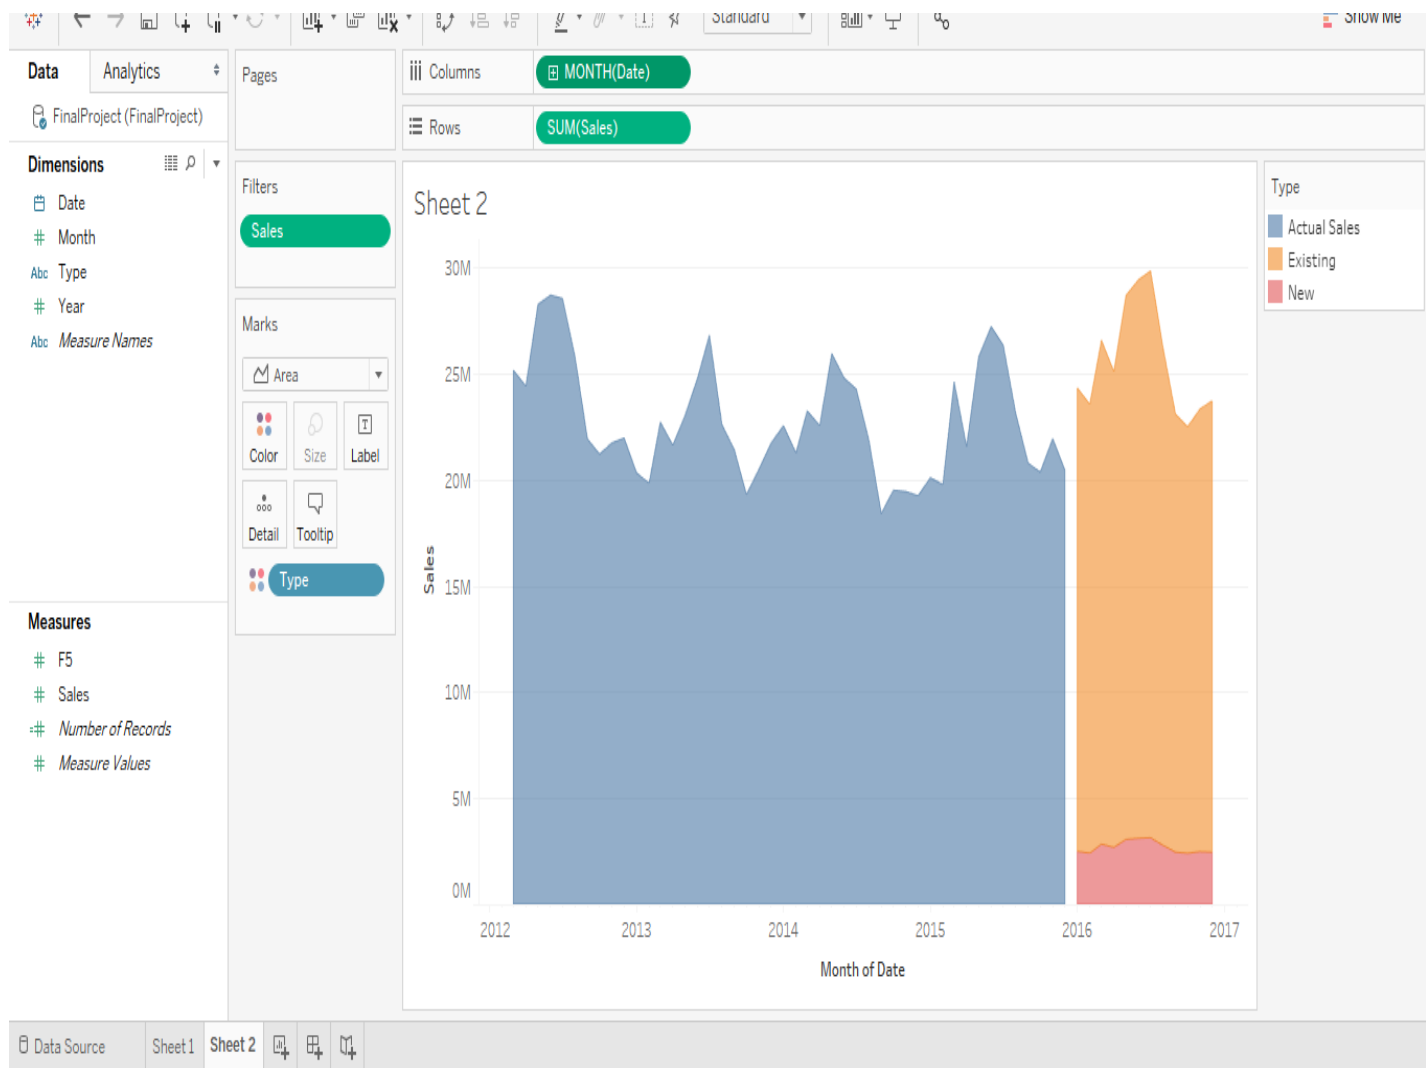 Standard
Show Me
Data
Analytics
FinalProject (FinalProject)
Dimensions
Date
Month
Abc Type
Year
Abc Measure Names
Measures
F5
Sales
Number of Records
Measure Values
Pages
Filters
Sales
Marks
Area
Color
Size
Label
Detail
Tooltip
Type
Columns
MONTH(Date)
Rows
SUM(Sales)
Sheet 2
30M
25M
20M
15M
10M
5M
0M
Sales
2012
2013
2014
2015
2016
2017
Month of Date
Type
Actual Sales
Existing
New
Data Source
Sheet 1
Sheet 2